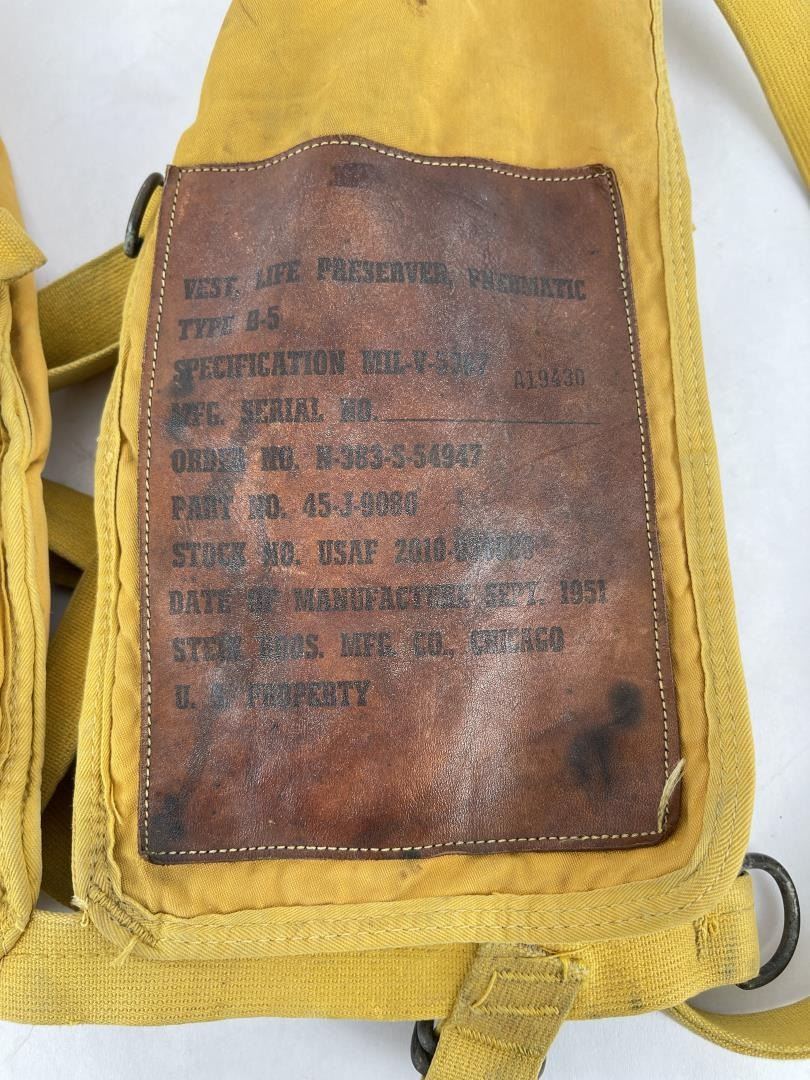 VEST, LIFE PRESERVER, PNEUMATIC
TYPE B-5
SPECIFICATION
A19430
MFG. SERIAL NO.
ORDER NO. N-383-S-54947
PART NO. 45-J-9080
STOCK NO. USAF
DATE OF MANUFACTURE SEPT. 1951
BROS. MFG. CO., CHICAGO
U. S. PROPERTY